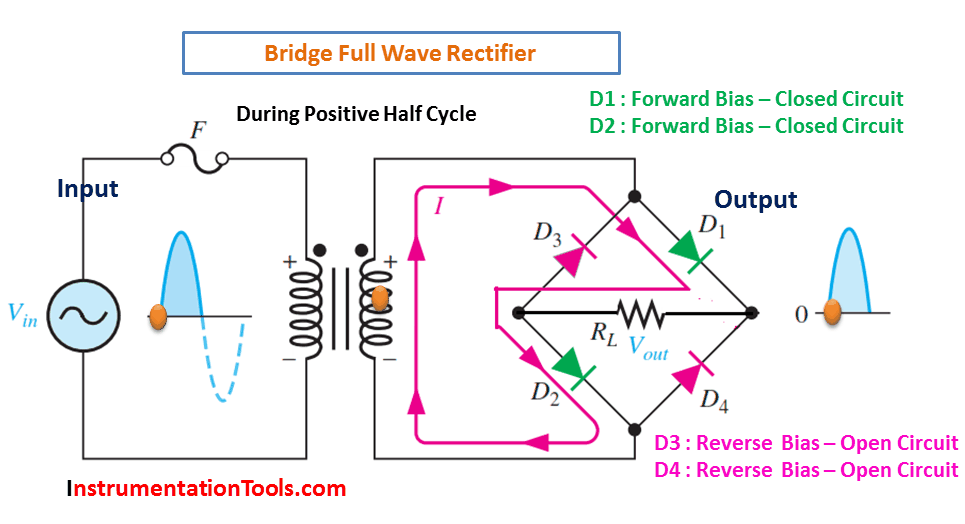 Bridge Full Wave Rectifier
During Positive Half Cycle
D1 : Forward Bias – Closed Circuit
D2 : Forward Bias – Closed Circuit
F
Input
Output
I
D3
D1
+
+
Vin
0
RL
Vout
–
–
D2
D4
D3 : Reverse Bias – Open Circuit
D4 : Reverse Bias – Open Circuit
InstrumentationTools.com